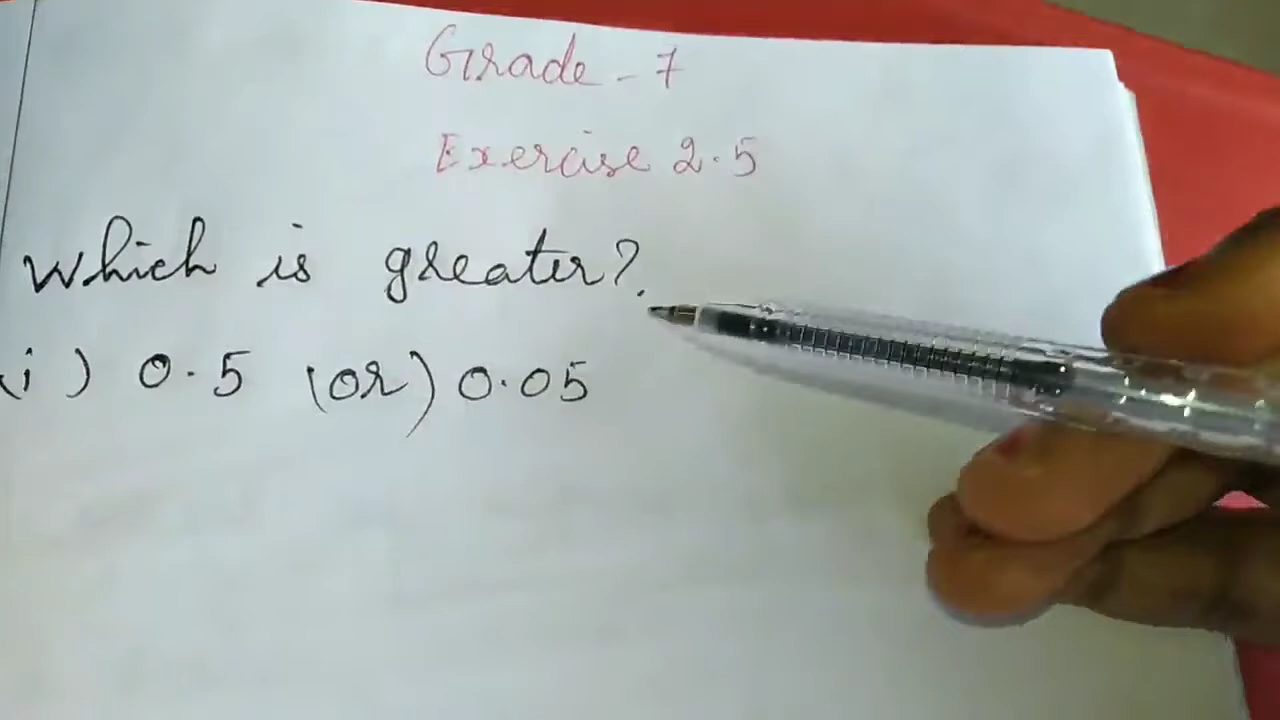 Grade - 7
Exercise 2.5
Which is greater?.
(i) 0.5 (or) 0.05